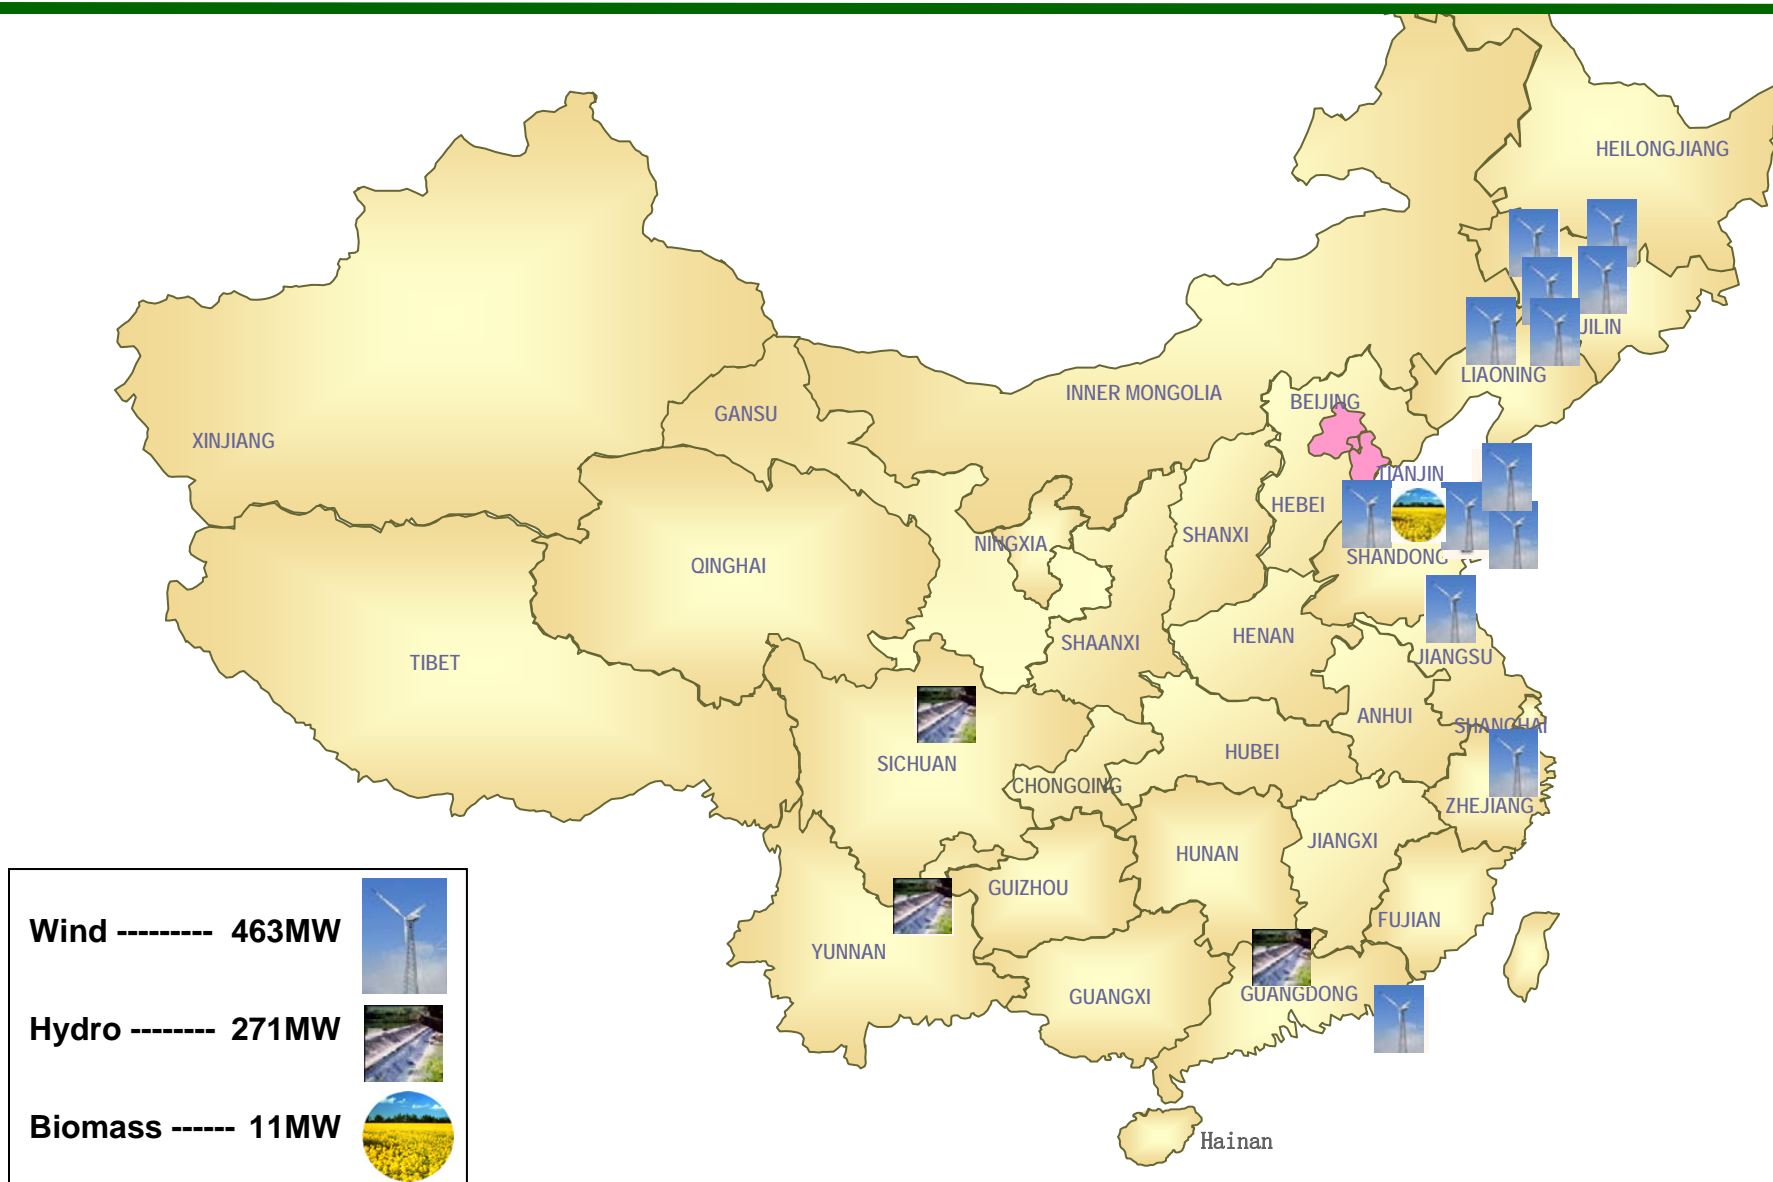 HEILONGJIANG
JILIN
LIAONING
INNER MONGOLIA
BEIJING
GANSU
XINJIANG
TIANJIN
HEBEI
SHANXI
NINGXIA
SHANDONG
QINGHAI
HENAN
SHAANXI
JIANGSU
TIBET
ANHUI
SHANGHAI
HUBEI
SICHUAN
CHONGQING
ZHEJIANG
JIANGXI
HUNAN
GUIZHOU
FUJIAN
YUNNAN
GUANGXI
GUANGDONG
Hainan
Wind --------- 463MW
Hydro -------- 271MW
Biomass ------ 11MW